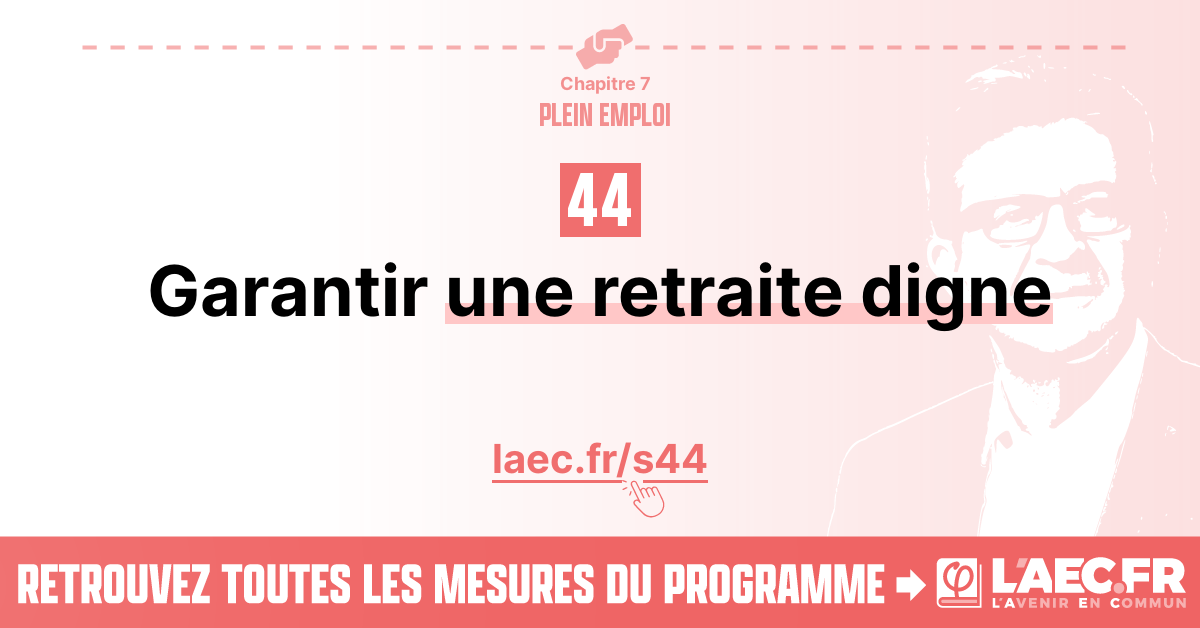 Chapitre 7
PLEIN EMPLOI
44
Garantir une retraite digne
laec.fr/s44
RETROUVEZ TOUTES LES MESURES DU PROGRAMME
φ L'AEC.FR
L'AVENIR EN COMMUN